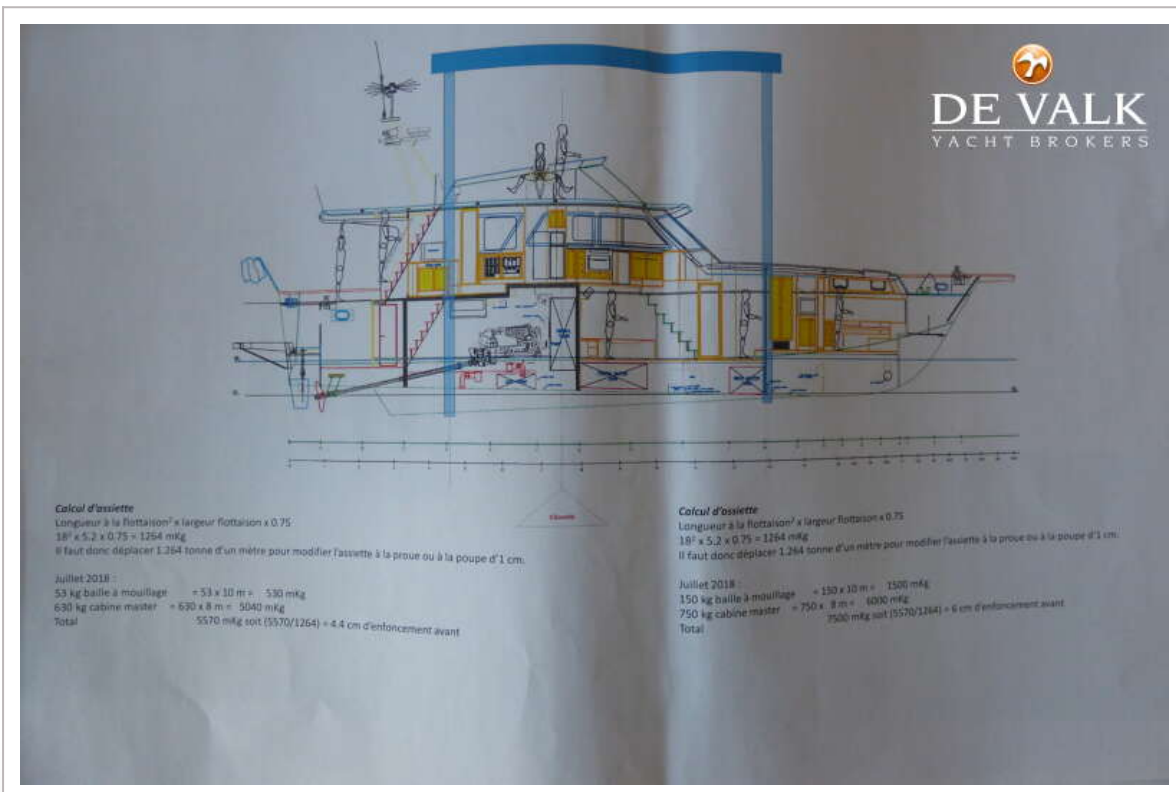 DE VALK
YACHT BROKERS
Calcul d'assiette
Longueur à la flottaison² x largeur flottaison x 0.75
18² x 5.2 x 0.75 = 1264 mKg
Il faut donc déplacer 1.264 tonne d'un mètre pour modifier l'assiette à la proue ou à la poupe d'1 cm.
Juillet 2018 :
53 kg baille à mouillage = 53 x 10 m = 530 mKg
630 kg cabine master = 630 x 8 m = 5040 mKg
Total 5570 mKg soit (5570/1264) = 4.4 cm d'enfoncement avant
Calcul d'assiette
Longueur à la flottaison² x largeur flottaison x 0.75
18² x 5.2 x 0.75 = 1264 mKg
Il faut donc déplacer 1.264 tonne d'un mètre pour modifier l'assiette à la proue ou à la poupe d'1 cm.
Juillet 2018 :
150 kg baille à mouillage = 150 x 10 m = 1500 mKg
750 kg cabine master = 750 x 8 m = 6000 mKg
Total 7500 mKg soit (5570/1264) = 6 cm d'enfoncement avant